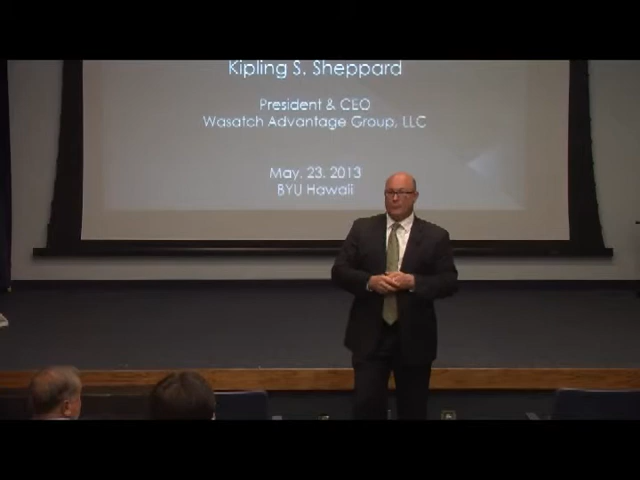 Kipling S. Sheppard
President & CEO
Wasatch Advantage Group, LLC
May. 23. 2013
BYU Hawaii